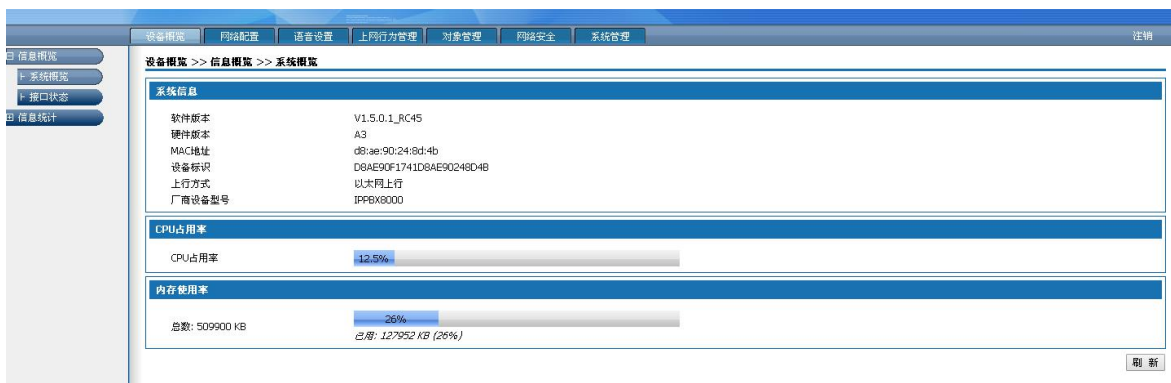 设备概览 网络配置 语音设置 上网行为管理 对象管理 网络安全 系统管理 注销
信息概览
系统概览
接口状态
信息统计
设备概览 >> 信息概览 >> 系统概览
系统信息
软件版本 V1.5.0.1_RC45
硬件版本 A3
MAC地址 d8:ae:90:24:8d:4b
设备标识 D8AE90F1741D8AE90248D4B
上行方式 以太网上行
厂商设备型号 IPPBX8000
CPU占用率
CPU占用率 12.5%
内存使用率
总数: 509900 KB 26%
己用: 127952 KB (26%)
刷 新